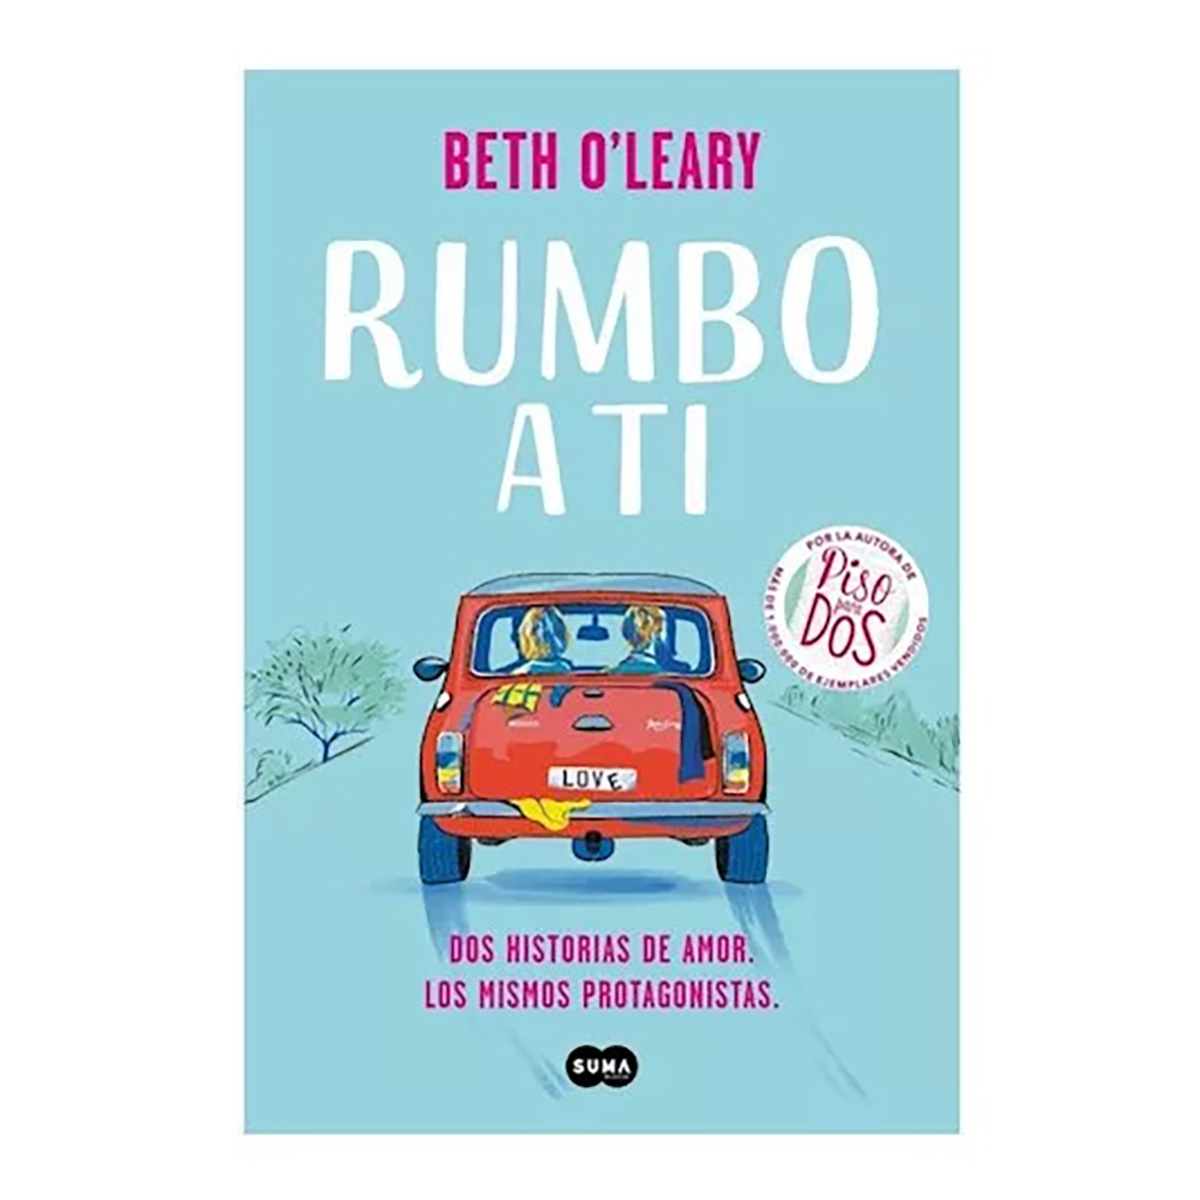 BETH O'LEARY
RUMBO
A TI
POR LA AUTORA DE
Piso
para
DOS
MÁS DE 1.000.000 DE EJEMPLARES VENDIDOS
LOVE
DOS HISTORIAS DE AMOR.
LOS MISMOS PROTAGONISTAS.
SUMA